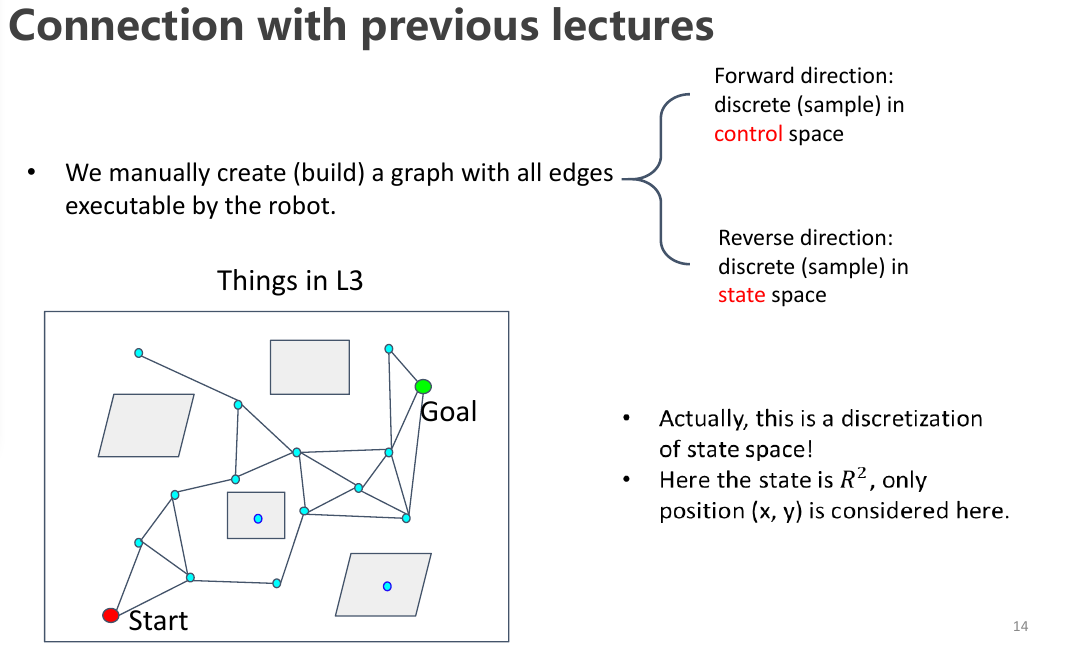 Connection with previous lectures
Forward direction:
discrete (sample) in
control space
• We manually create (build) a graph with all edges
executable by the robot.
Reverse direction:
discrete (sample) in
state space
Things in L3
Goal
Start
• Actually, this is a discretization
of state space!
• Here the state is R², only
position (x, y) is considered here.
14